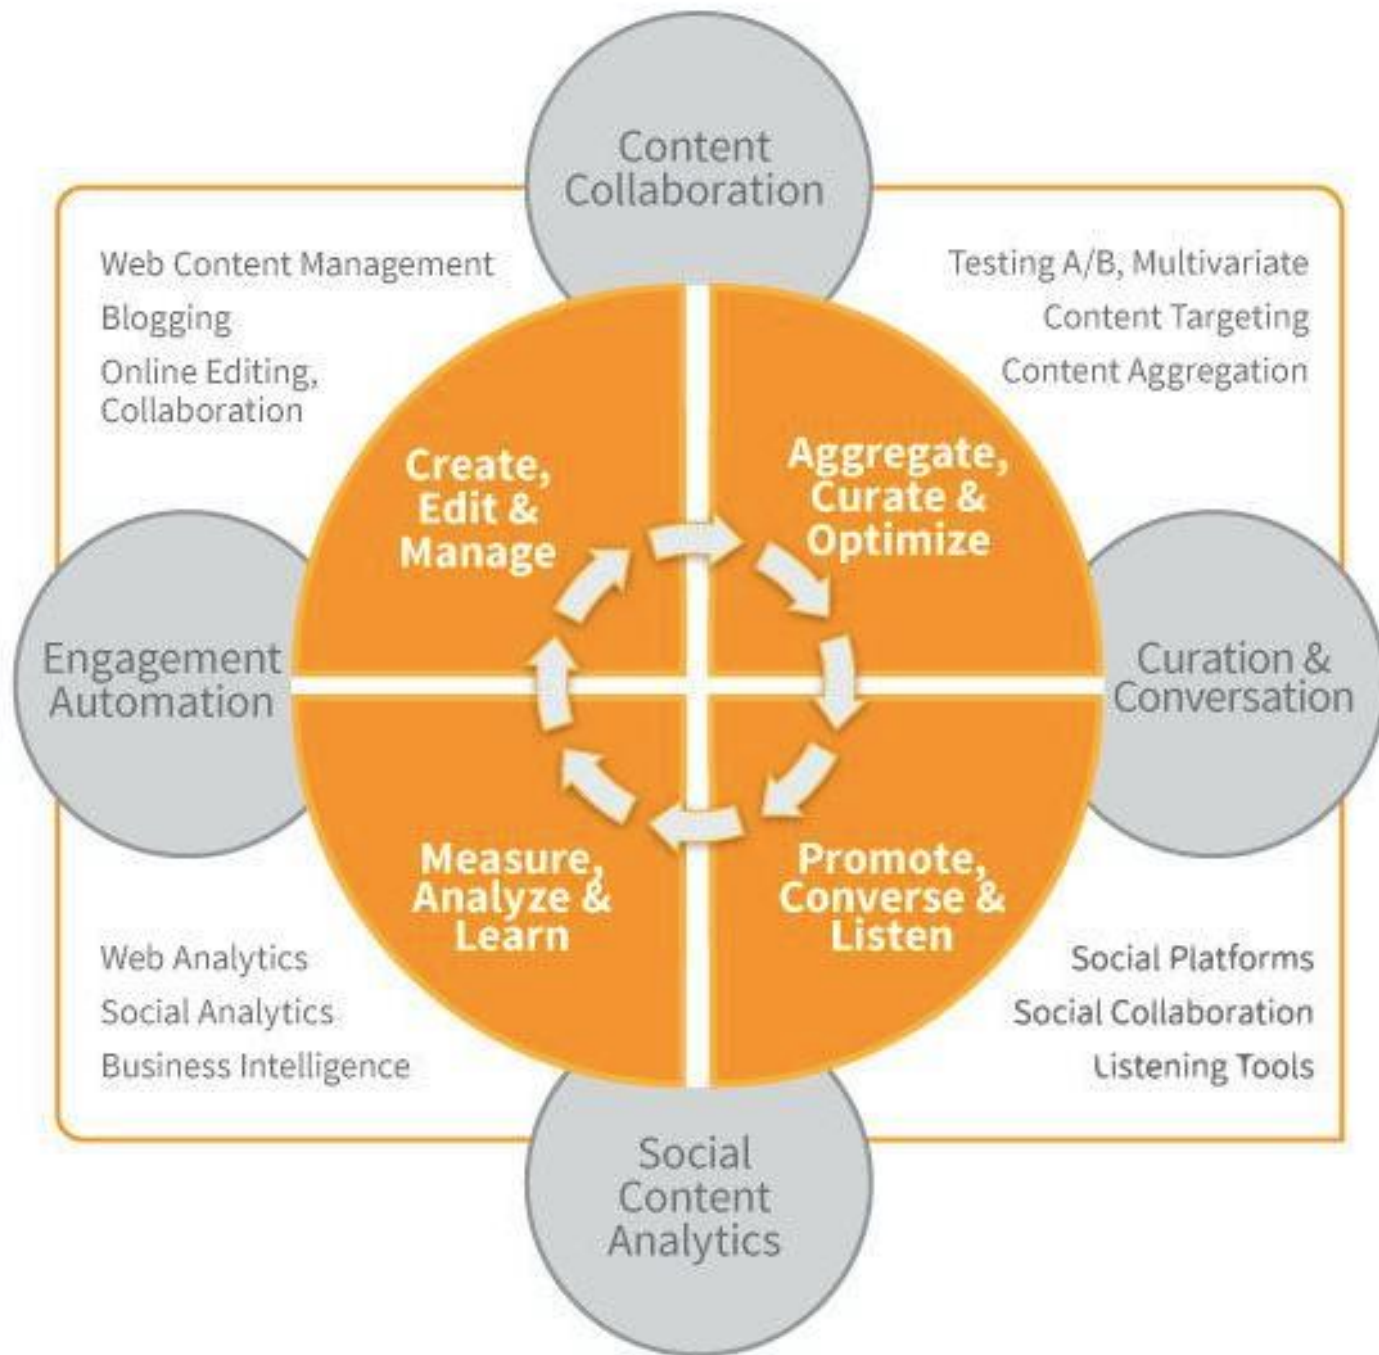 Content
Collaboration
Web Content Management
Blogging
Online Editing,
Collaboration
Testing A/B, Multivariate
Content Targeting
Content Aggregation
Create,
Edit &
Manage
Aggregate,
Curate &
Optimize
Engagement
Automation
Curation &
Conversation
Measure,
Analyze &
Learn
Promote,
Converse &
Listen
Web Analytics
Social Analytics
Business Intelligence
Social Platforms
Social Collaboration
Listening Tools
Social
Content
Analytics